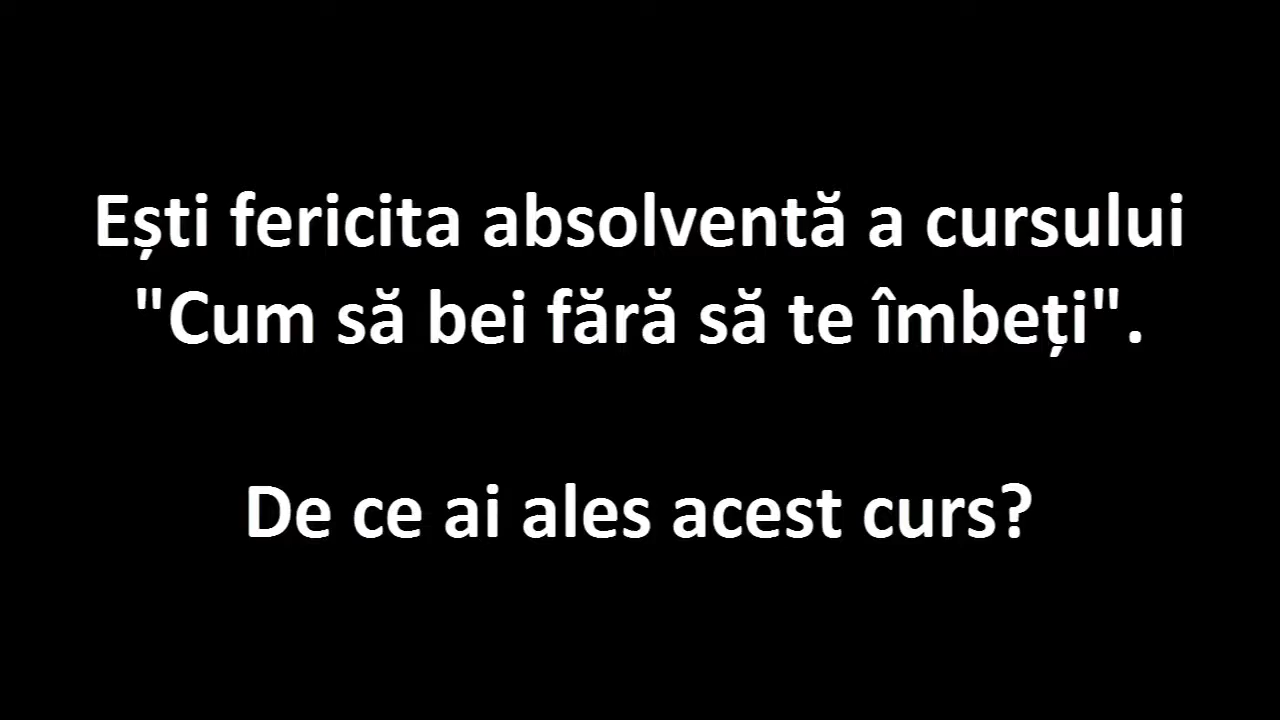 Ești fericita absolventă a cursului
"Cum să bei fără să te îmbeți".
De ce ai ales acest curs?